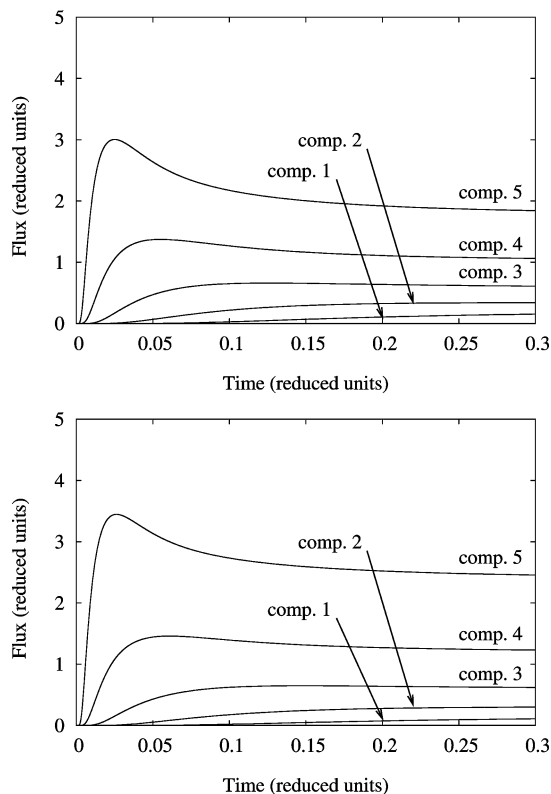 5
4
3
2
1
0
Flux (reduced units)
comp. 2
comp. 1
comp. 5
comp. 4
comp. 3
0 0.05 0.1 0.15 0.2 0.25 0.3
Time (reduced units)
5
4
3
2
1
0
Flux (reduced units)
comp. 2
comp. 5
comp. 1
comp. 4
comp. 3
0 0.05 0.1 0.15 0.2 0.25 0.3
Time (reduced units)